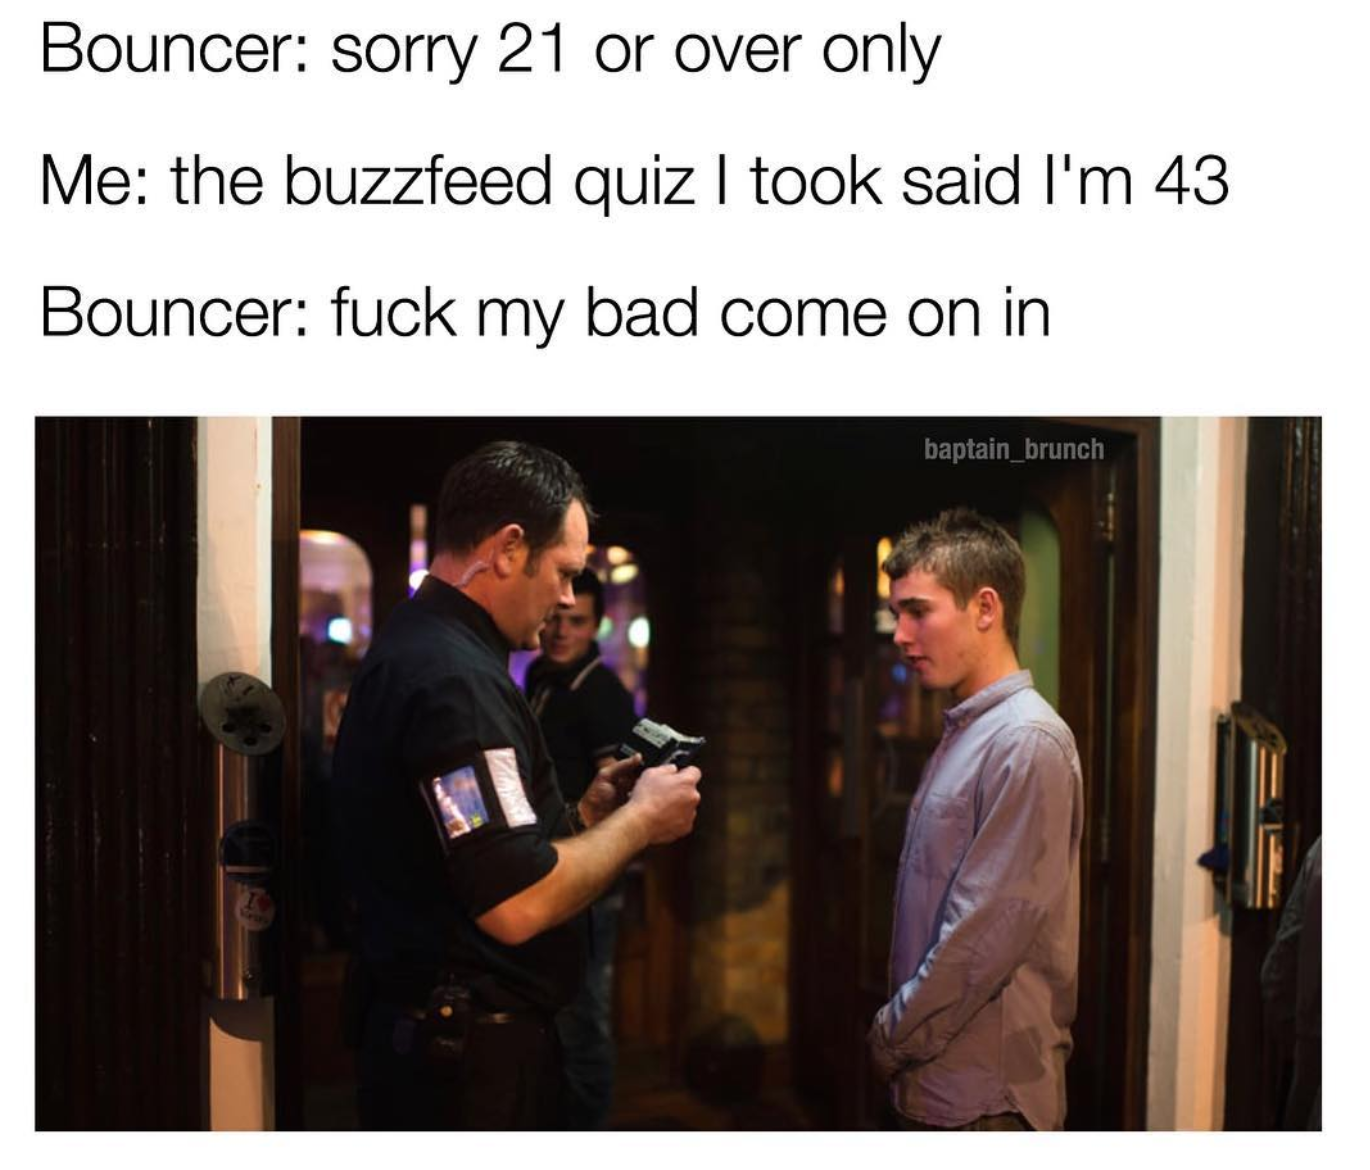 Bouncer: sorry 21 or over only
Me: the buzzfeed quiz I took said I'm 43
Bouncer: fuck my bad come on in
baptain_brunch